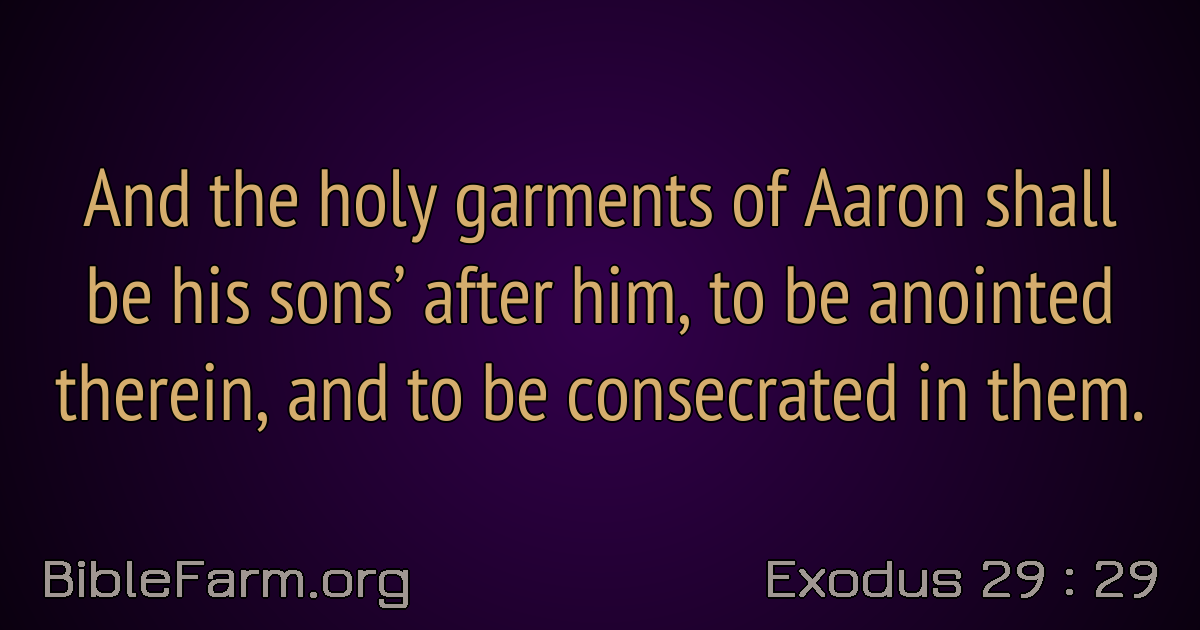 And the holy garments of Aaron shall
be his sons’ after him, to be anointed
therein, and to be consecrated in them.
BibleFarm.org
Exodus 29 : 29